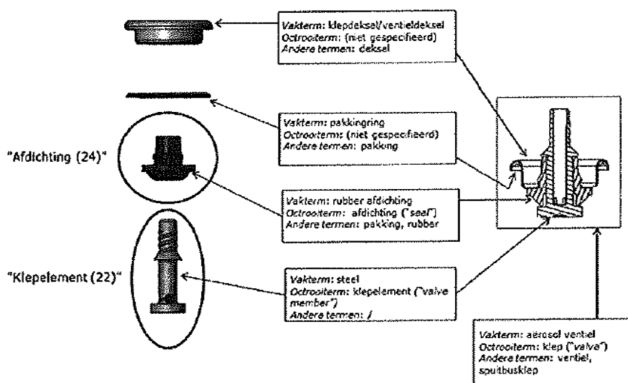 Vakterm: klepdeksel/ventieldeksel
Octrooiterm: (niet gespecifieerd)
Andere termen: deksel
Vakterm: pakkingring
Octrooiterm: (niet gespecifieerd)
Andere termen: pakking
"Afdichting (24)"
Vakterm: rubber afdichting
Octrooiterm: afdichting ("seal")
Andere termen: pakking, rubber
"Klepelement (22)"
Vakterm: steel
Octrooiterm: klepelement ("valve
member")
Andere termen: /
Vakterm: aërosol ventiel
Octrooiterm: klep ("valve")
Andere termen: ventiel,
spuitbusklep